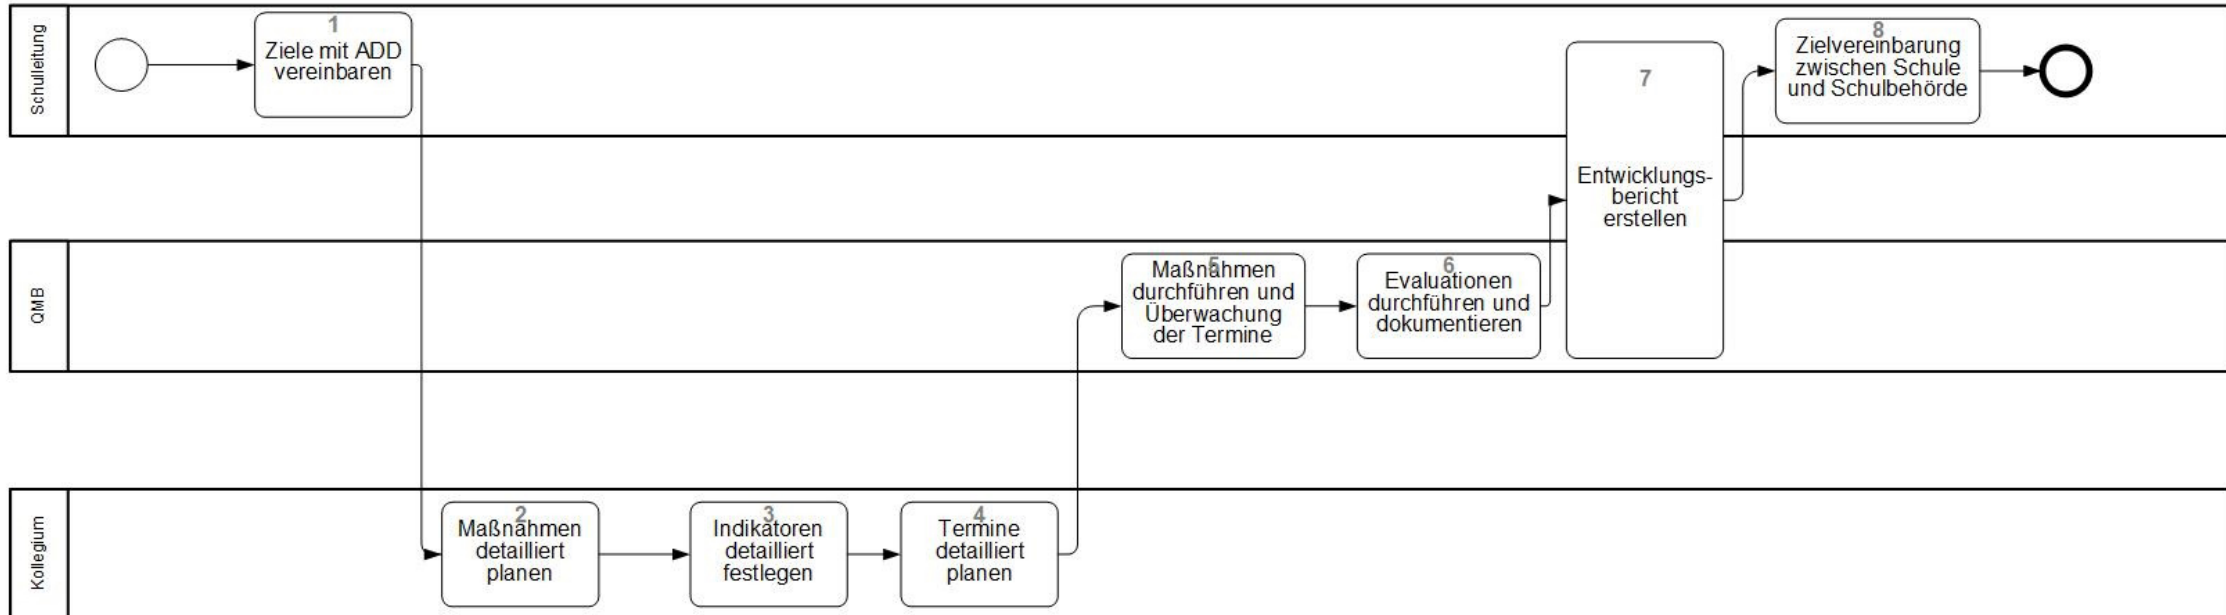 Schulleitung
1
Ziele mit ADD
vereinbaren
7
Entwicklungs-
bericht
erstellen
8
Zielvereinbarung
zwischen Schule
und Schulbehörde
QMB
5
Maßnahmen
durchführen und
Überwachung
der Termine
6
Evaluationen
durchführen und
dokumentieren
Kollegium
2
Maßnahmen
detailliert
planen
3
Indikatoren
detailliert
festlegen
4
Termine
detailliert
planen